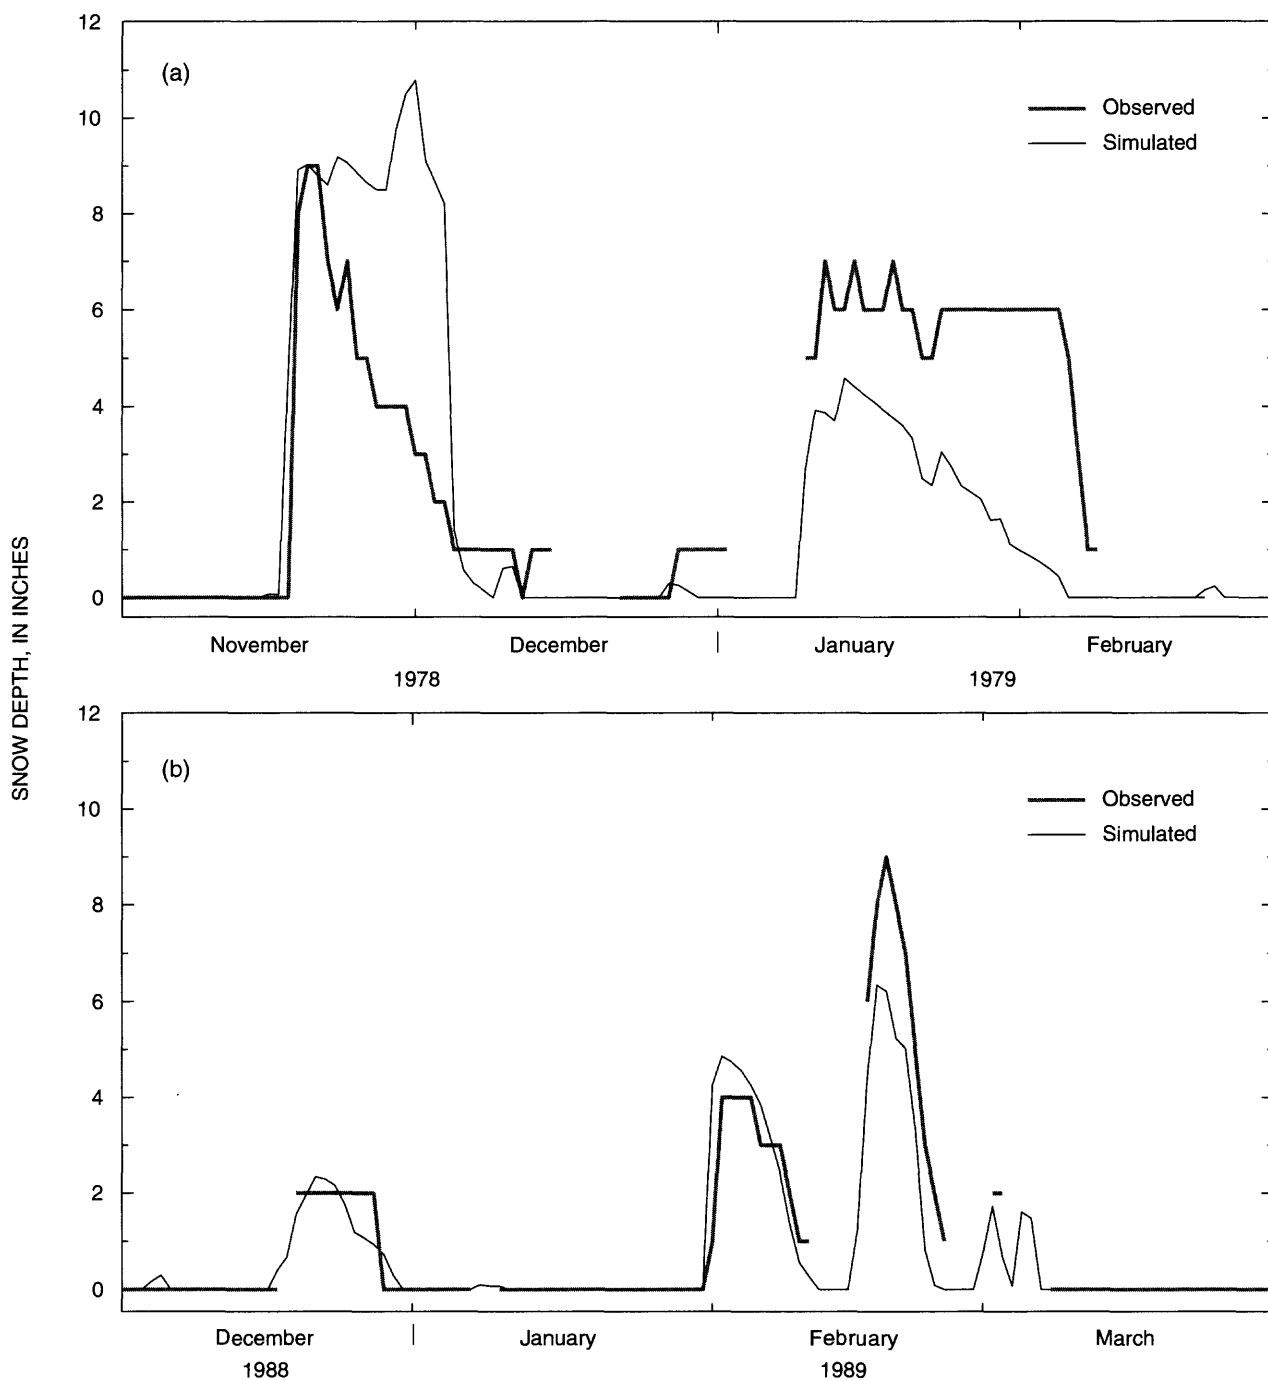 SNOW DEPTH, IN INCHES
12
(a)
10
Observed
Simulated
8
6
4
2
0
November
December
January
February
1978
1979
12
(b)
10
Observed
Simulated
8
6
4
2
0
December
January
February
March
1988
1989